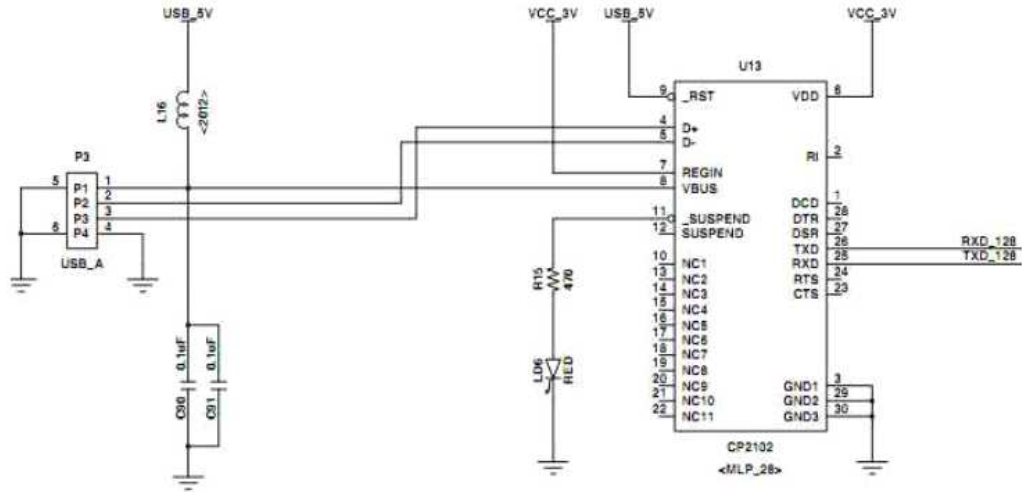 USB_5V
VCC_3V
USB_5V
VCC_3V
U13
L16
<2012>
9
_RST
VDD
6
4
D+
5
D-
RI
2
P3
7
REGIN
8
VBUS
5
P1
1
P2
2
P3
3
6
P4
4
USB_A
DCD
1
11
_SUSPEND
DTR
28
12
SUSPEND
DSR
27
TXD
26
RXD_128
10
NC1
RXD
25
TXD_128
13
NC2
RTS
24
14
NC3
CTS
23
15
NC4
16
NC5
17
NC6
18
NC7
19
NC8
20
NC9
GND1
3
21
NC10
GND2
29
22
NC11
GND3
30
R15
470
LD6
RED
0.1uF
0.1uF
C90
C91
CP2102
<MLP_28>